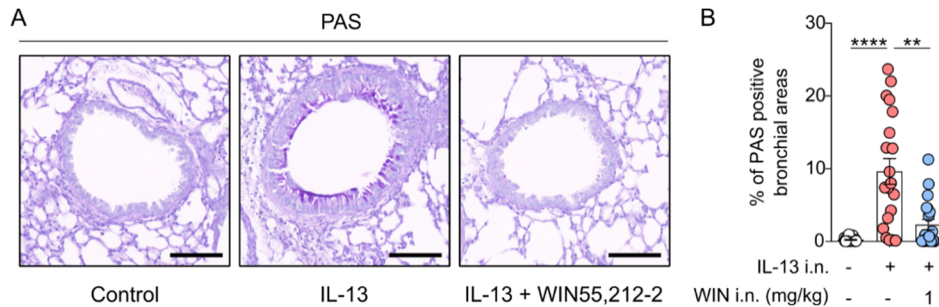 A
PAS
Control
IL-13
IL-13 + WIN55,212-2
B
% of PAS positive
bronchial areas
30
20
10
0
****
**
IL-13 i.n. - + +
WIN i.n. (mg/kg) - - 1